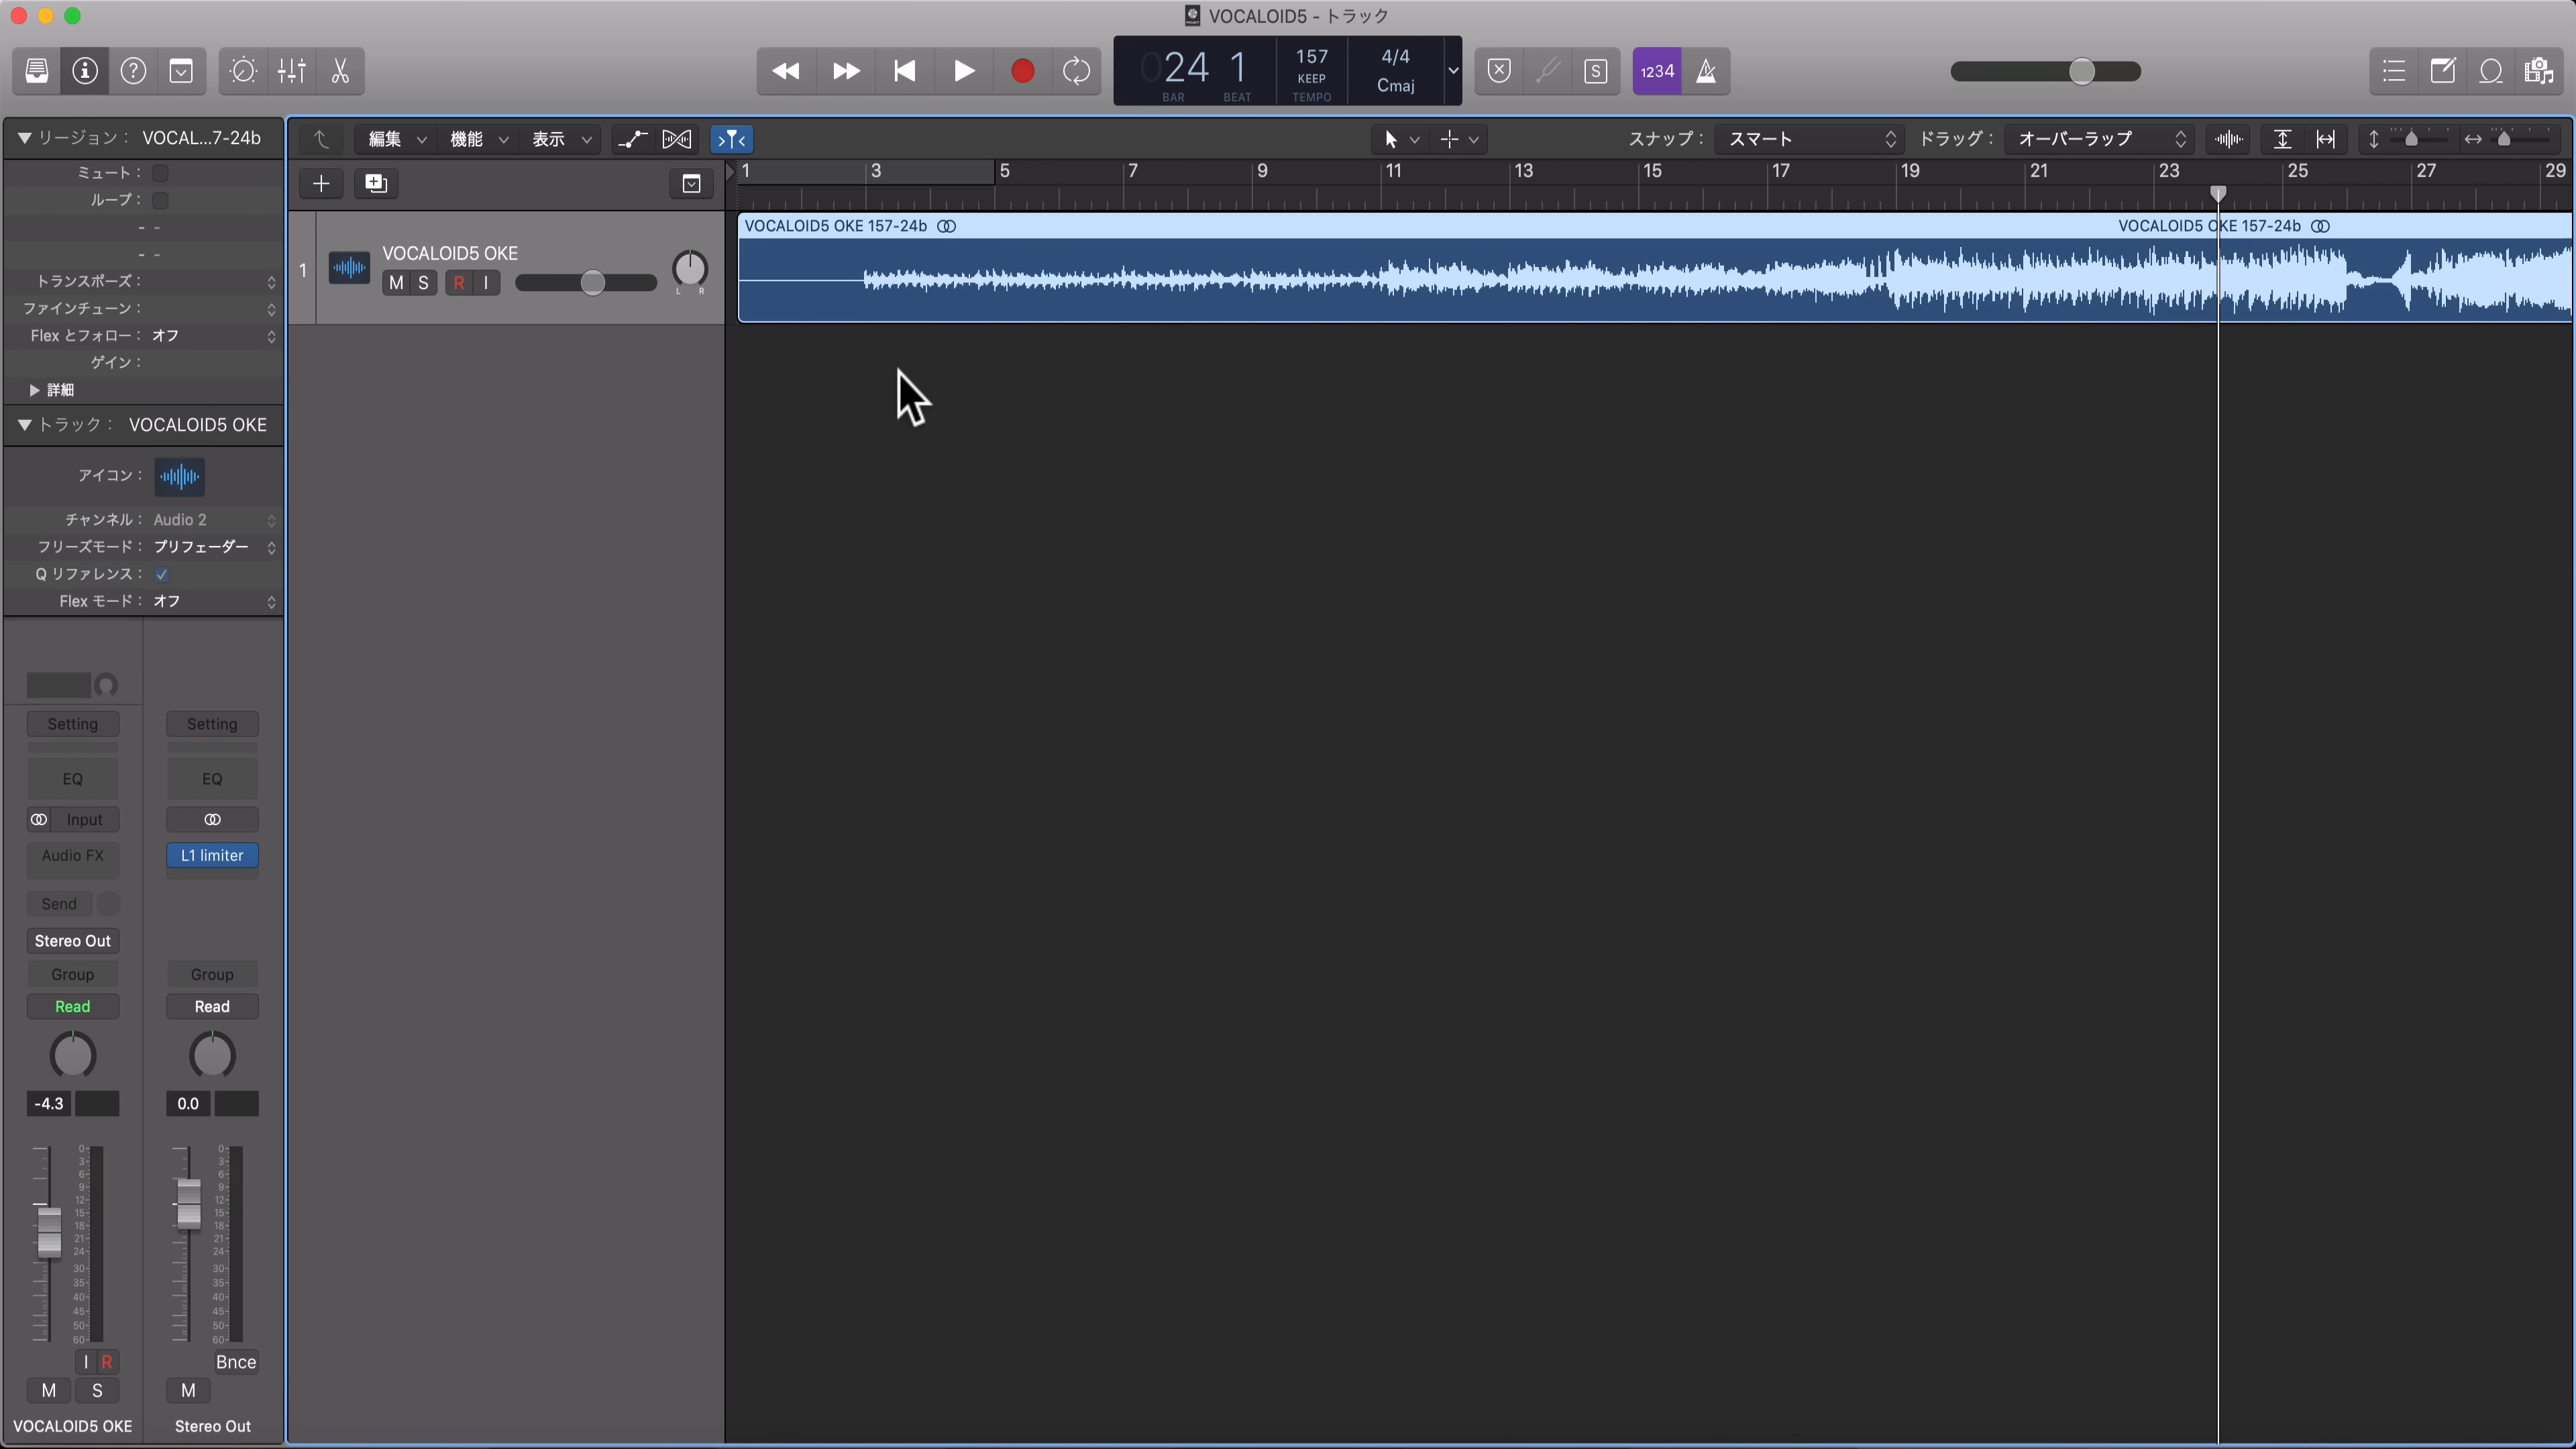 VOCALOID5 - トラック
024 1
BAR BEAT
157
KEEP
TEMPO
4/4
Cmaj
S
1234
リージョン： VOCAL...7-24b
ミュート：
ループ：
- -
- -
トランスポーズ：
ファインチューン：
Flex とフォロー： オフ
ゲイン：
詳細
トラック： VOCALOID5 OKE
アイコン：
チャンネル： Audio 2
フリーズモード： プリフェーダー
Q リファレンス：
Flex モード： オフ
編集 機能 表示
スナップ： スマート ドラッグ： オーバーラップ
1 3 5 7 9 11 13 15 17 19 21 23 25 27 29
1
VOCALOID5 OKE
M S R I
L R
VOCALOID5 OKE 157-24b
VOCALOID5 OKE 157-24b
Setting Setting
EQ EQ
Input
Audio FX L1 limiter
Send
Stereo Out
Group Group
Read Read
-4.3 0.0
0 0
3 3
6 6
9 9
12 12
15 15
18 18
21 21
24 24
30 30
35 35
40 40
45 45
50 50
60 60
I R Bnce
M S M
VOCALOID5 OKE Stereo Out